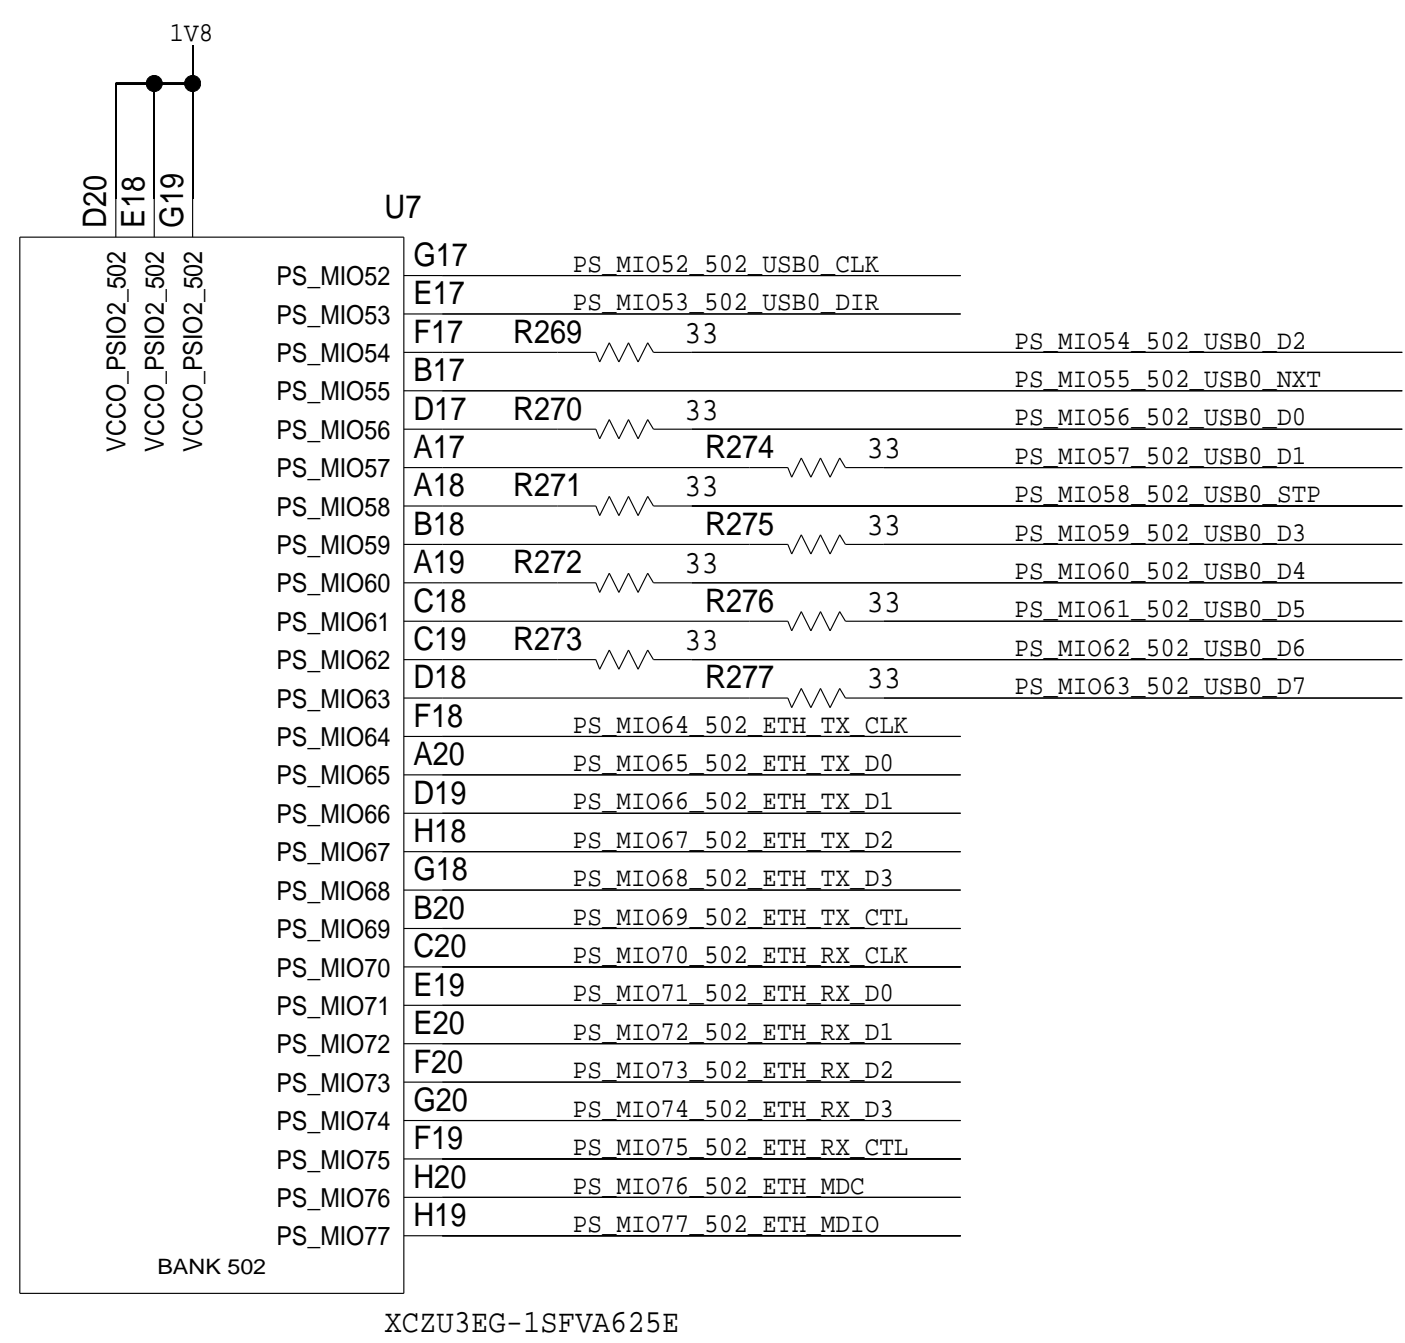 1V8
D20
E18
G19
U7
VCCO_PSIO2_502
VCCO_PSIO2_502
VCCO_PSIO2_502
PS_MIO52 G17 PS_MIO52_502_USB0_CLK
PS_MIO53 E17 PS_MIO53_502_USB0_DIR
PS_MIO54 F17 R269 33 PS_MIO54_502_USB0_D2
PS_MIO55 B17 PS_MIO55_502_USB0_NXT
PS_MIO56 D17 R270 33 PS_MIO56_502_USB0_D0
PS_MIO57 A17 R274 33 PS_MIO57_502_USB0_D1
PS_MIO58 A18 R271 33 PS_MIO58_502_USB0_STP
PS_MIO59 B18 R275 33 PS_MIO59_502_USB0_D3
PS_MIO60 A19 R272 33 PS_MIO60_502_USB0_D4
PS_MIO61 C18 R276 33 PS_MIO61_502_USB0_D5
PS_MIO62 C19 R273 33 PS_MIO62_502_USB0_D6
PS_MIO63 D18 R277 33 PS_MIO63_502_USB0_D7
PS_MIO64 F18 PS_MIO64_502_ETH_TX_CLK
PS_MIO65 A20 PS_MIO65_502_ETH_TX_D0
PS_MIO66 D19 PS_MIO66_502_ETH_TX_D1
PS_MIO67 H18 PS_MIO67_502_ETH_TX_D2
PS_MIO68 G18 PS_MIO68_502_ETH_TX_D3
PS_MIO69 B20 PS_MIO69_502_ETH_TX_CTL
PS_MIO70 C20 PS_MIO70_502_ETH_RX_CLK
PS_MIO71 E19 PS_MIO71_502_ETH_RX_D0
PS_MIO72 E20 PS_MIO72_502_ETH_RX_D1
PS_MIO73 F20 PS_MIO73_502_ETH_RX_D2
PS_MIO74 G20 PS_MIO74_502_ETH_RX_D3
PS_MIO75 F19 PS_MIO75_502_ETH_RX_CTL
PS_MIO76 H20 PS_MIO76_502_ETH_MDC
PS_MIO77 H19 PS_MIO77_502_ETH_MDIO
BANK 502
XCZU3EG-1SFVA625E